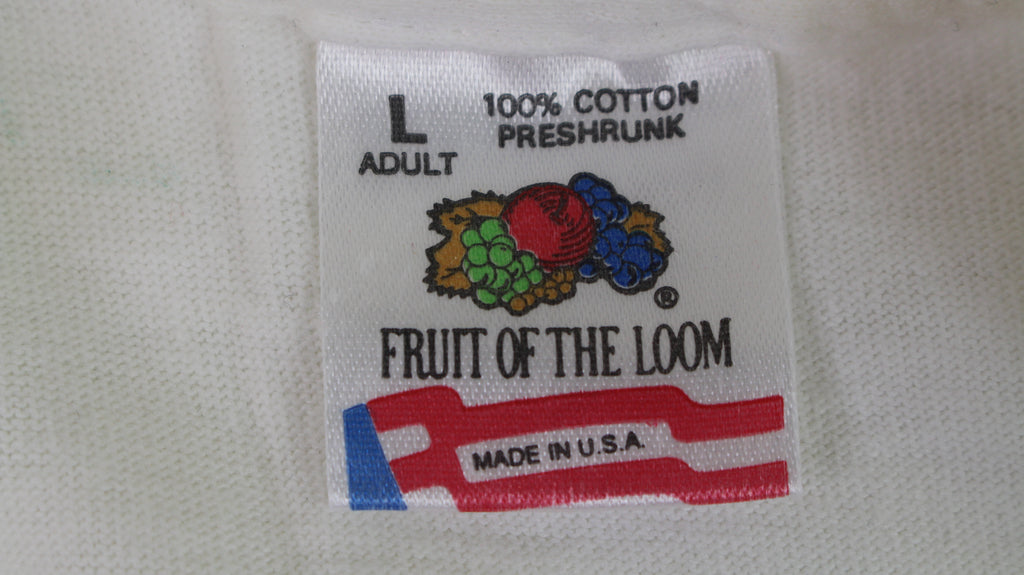 L
ADULT
100% COTTON
PRESHRUNK
®
FRUIT OF THE LOOM
MADE IN U.S.A.